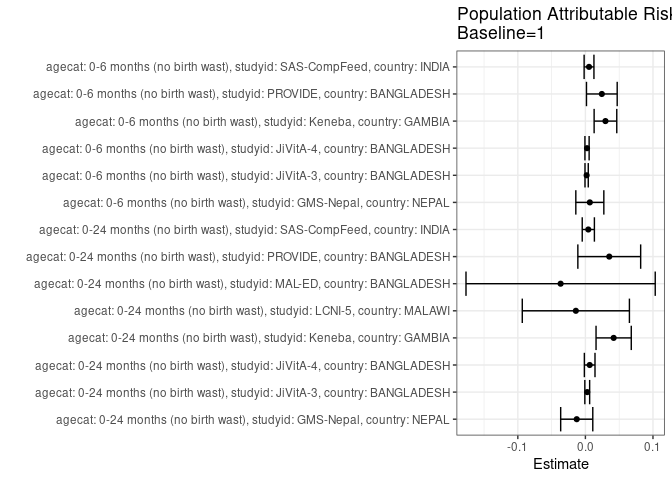 Population Attributable Risk
Baseline=1
agecat: 0-6 months (no birth wast), studyid: SAS-CompFeed, country: INDIA
agecat: 0-6 months (no birth wast), studyid: PROVIDE, country: BANGLADESH
agecat: 0-6 months (no birth wast), studyid: Keneba, country: GAMBIA
agecat: 0-6 months (no birth wast), studyid: JiVitA-4, country: BANGLADESH
agecat: 0-6 months (no birth wast), studyid: JiVitA-3, country: BANGLADESH
agecat: 0-6 months (no birth wast), studyid: GMS-Nepal, country: NEPAL
agecat: 0-24 months (no birth wast), studyid: SAS-CompFeed, country: INDIA
agecat: 0-24 months (no birth wast), studyid: PROVIDE, country: BANGLADESH
agecat: 0-24 months (no birth wast), studyid: MAL-ED, country: BANGLADESH
agecat: 0-24 months (no birth wast), studyid: LCNI-5, country: MALAWI
agecat: 0-24 months (no birth wast), studyid: Keneba, country: GAMBIA
agecat: 0-24 months (no birth wast), studyid: JiVitA-4, country: BANGLADESH
agecat: 0-24 months (no birth wast), studyid: JiVitA-3, country: BANGLADESH
agecat: 0-24 months (no birth wast), studyid: GMS-Nepal, country: NEPAL
-0.1 0.0 0.1
Estimate